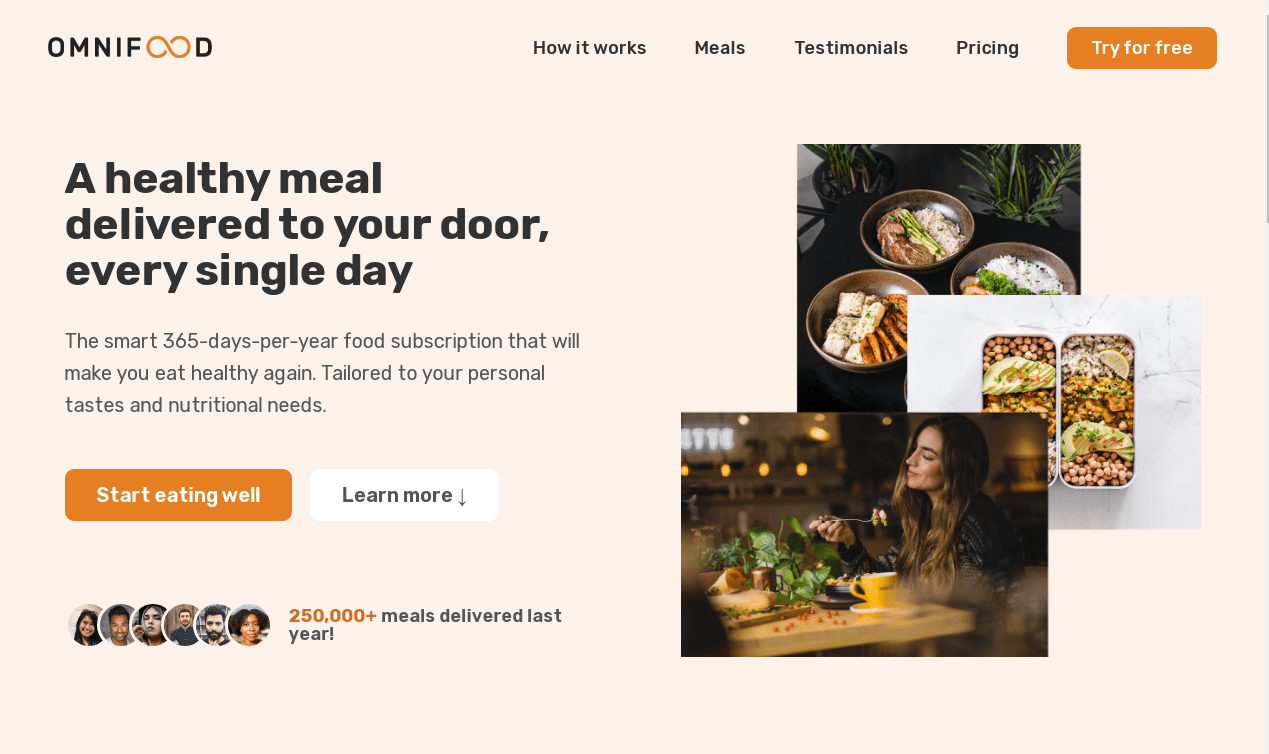 OMNIFOOD
How it works
Meals
Testimonials
Pricing
Try for free
A healthy meal
delivered to your door,
every single day
The smart 365-days-per-year food subscription that will
make you eat healthy again. Tailored to your personal
tastes and nutritional needs.
Start eating well
Learn more ↓
250,000+ meals delivered last
year!